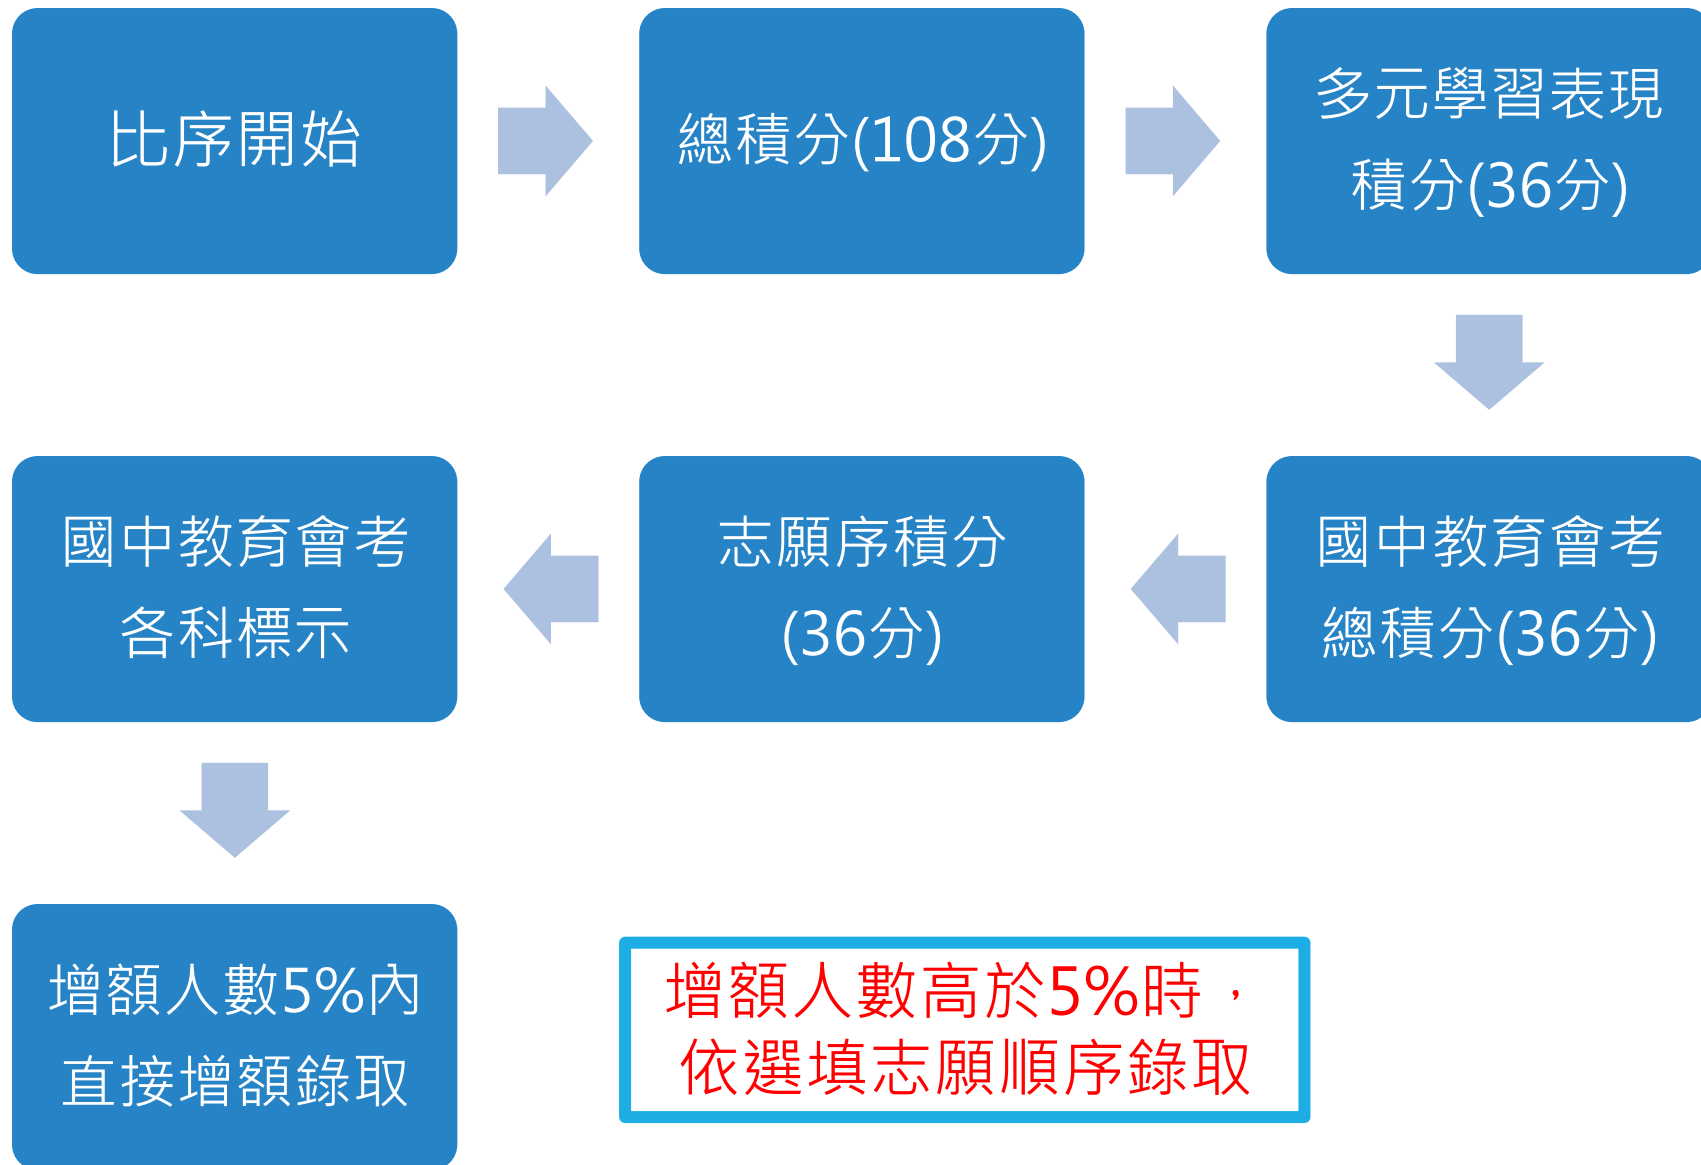 比序開始
總積分(108分)
多元學習表現
積分(36分)
國中教育會考
總積分(36分)
志願序積分
(36分)
國中教育會考
各科標示
增額人數5%內
直接增額錄取
增額人數高於5%時，
依選填志願順序錄取